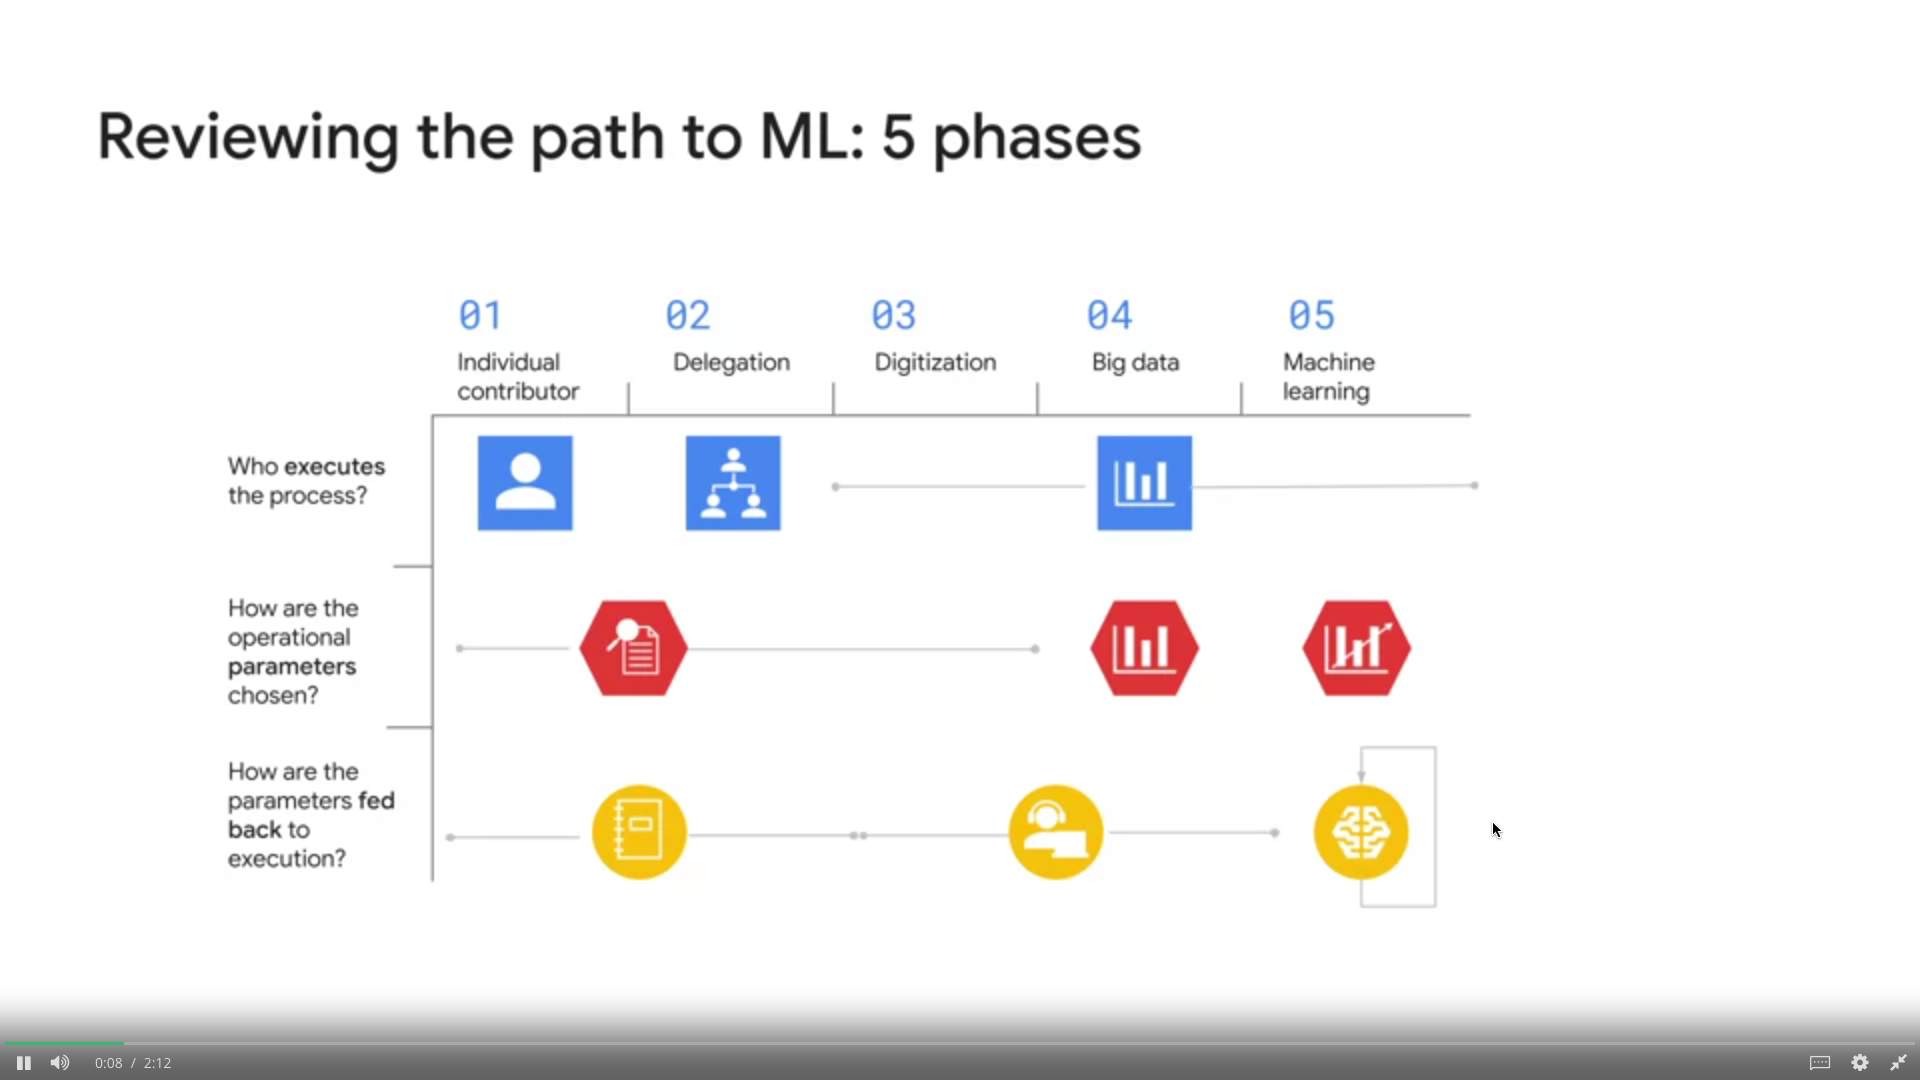 Reviewing the path to ML: 5 phases
01
02
03
04
05
Individual
contributor
Delegation
Digitization
Big data
Machine
learning
Who executes
the process?
How are the
operational
parameters
chosen?
How are the
parameters fed
back to
execution?
0:08 / 2:12